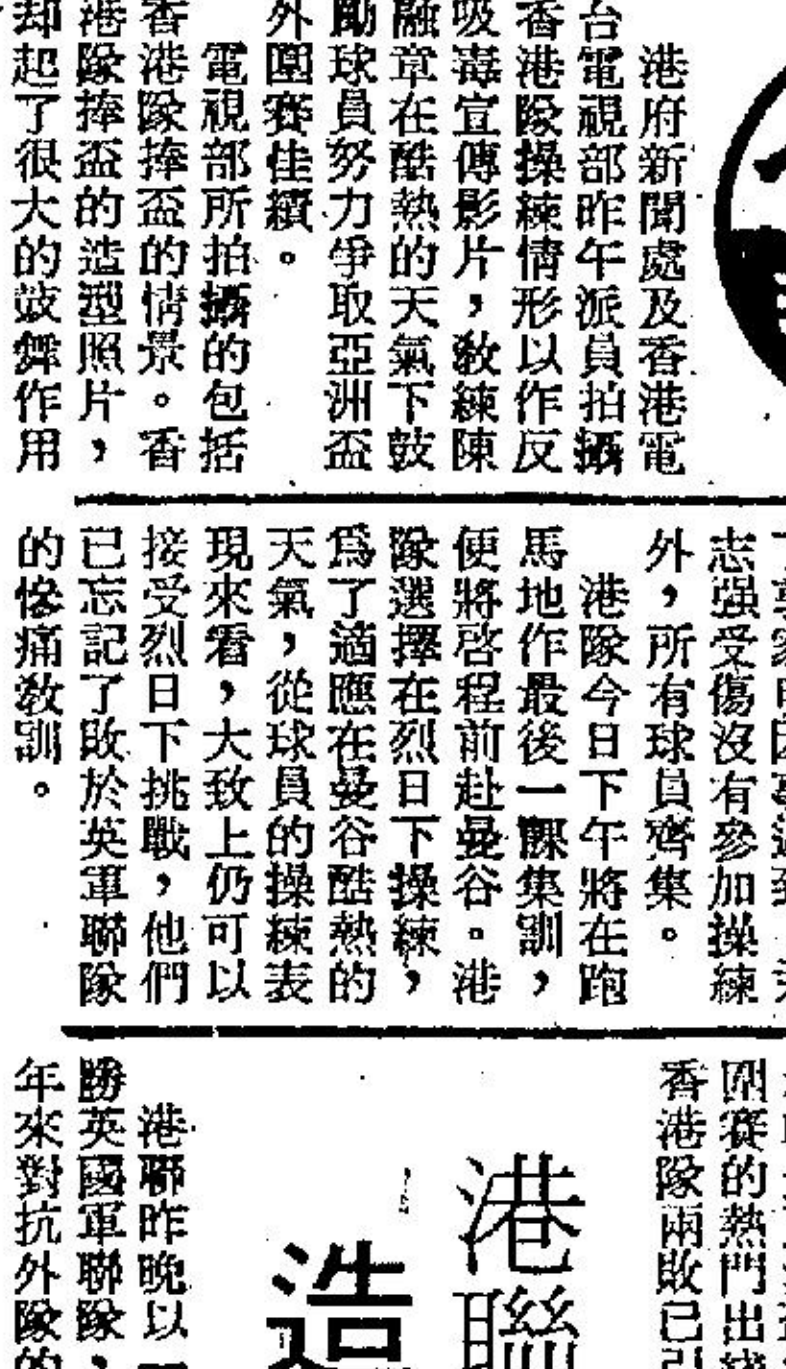 港府新聞處及香港電
台電視部昨午派員拍攝
香港隊操練情形以作反
吸毒宣傳影片，教練陳
融章在酷熱的天氣下鼓
勵球員努力爭取亞洲盃
外圍賽佳績。
電視部所拍攝的包括
香港隊捧盃的情景。香
港隊捧盃的造型照片，
却起了很大的鼓舞作用
志强受傷沒有參加操練
外，所有球員齊集。
港隊今日下午將在跑
馬地作最後一課集訓，
便將啓程前赴曼谷。港
隊選擇在烈日下操練，
爲了適應在曼谷酷熱的
天氣，從球員的操練表
現來看，大致上仍可以
接受烈日下挑戰，他們
已忘記了敗於英軍聯隊
的慘痛敎訓。
圍賽的熱門出
香港隊兩敗已引
港聯
造
港聯昨晚以
勝英國軍聯隊，
年來對抗外隊的